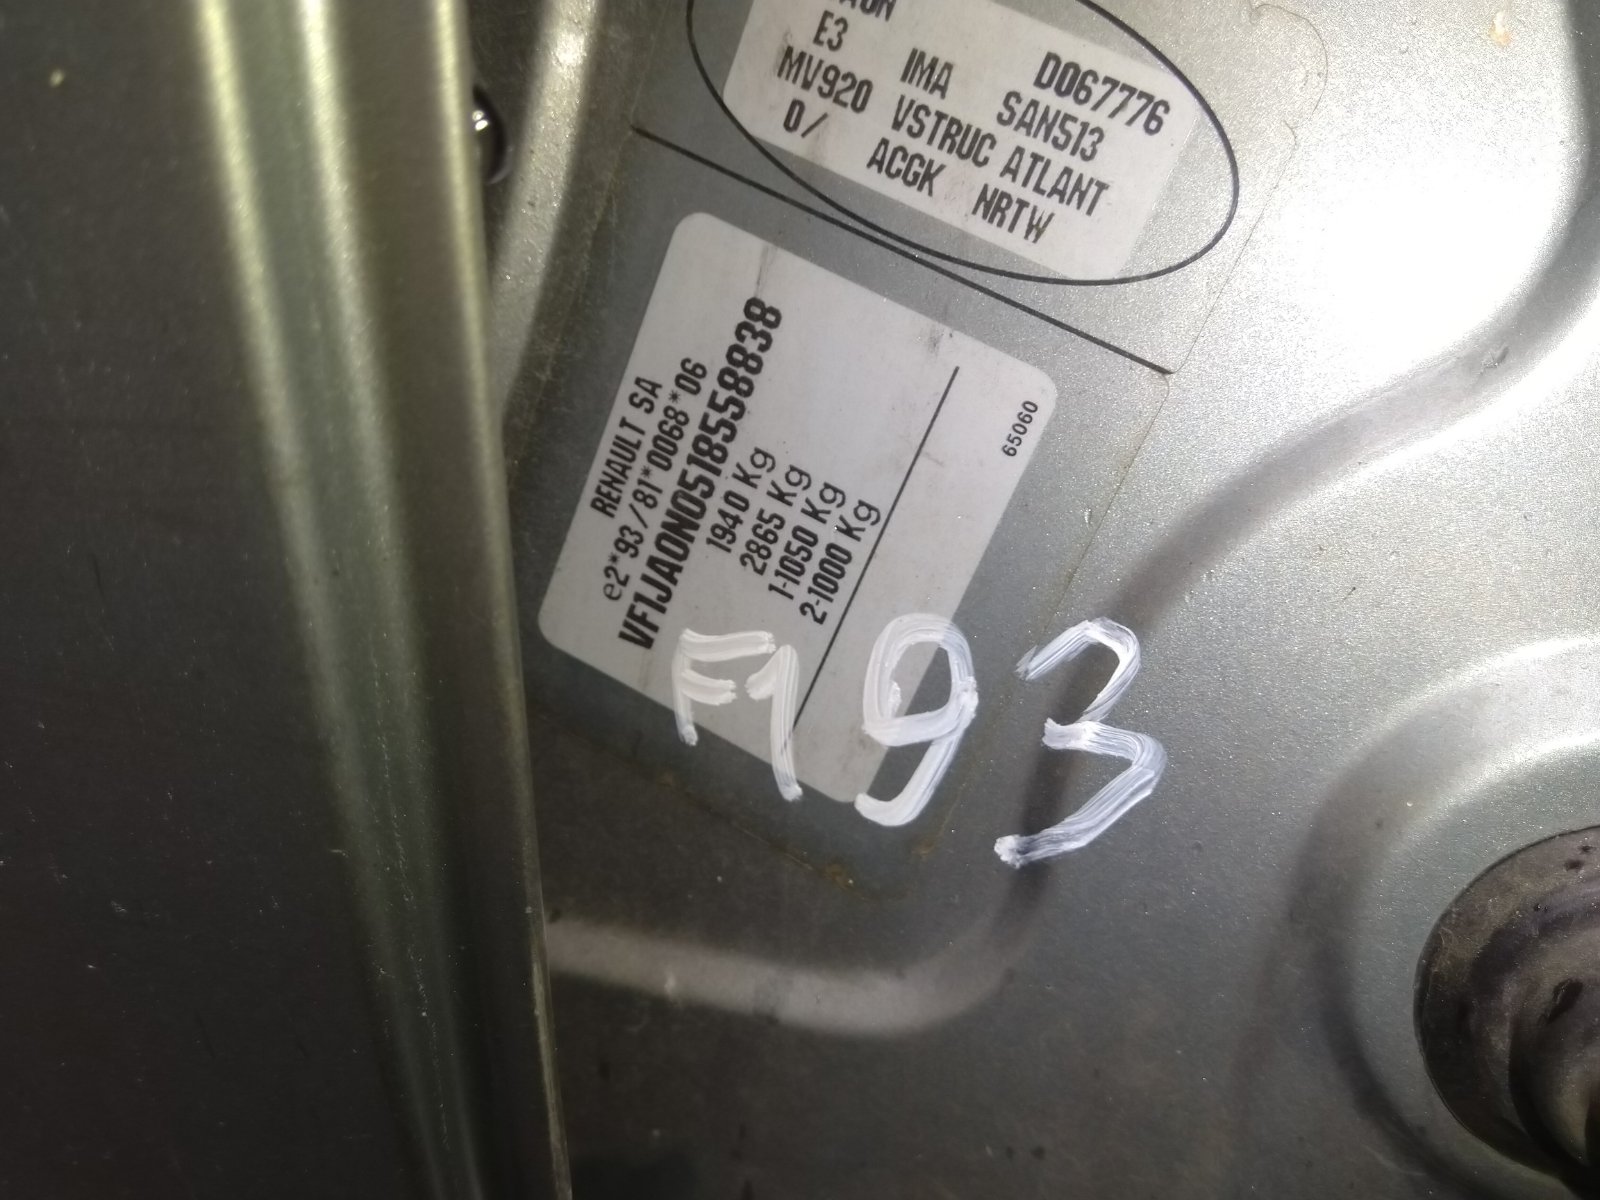 E3 IMA D067776
MV920 VSTRUC SAN513
0/ ACGK ATLANT
NRTW
RENAULT SA
e2*93/81*0068*06
VF1JA0N0518558838
1940 Kg
2865 Kg
1-1050 Kg
2-1000 Kg
65060
F193